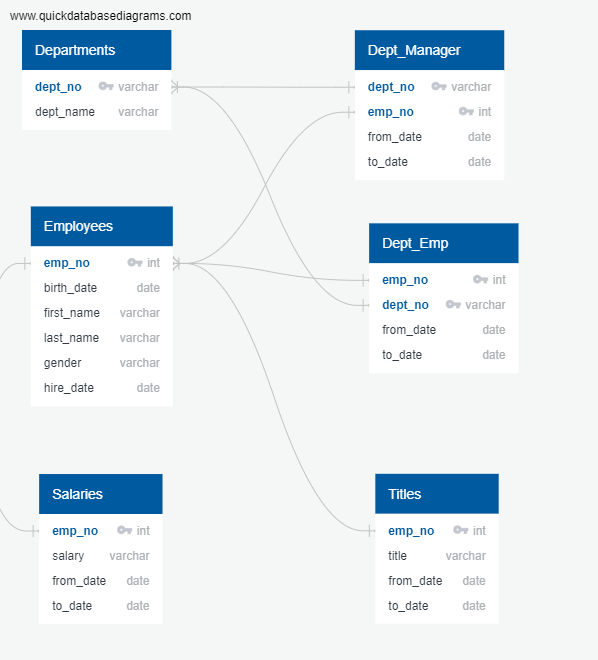 www.quickdatabasediagrams.com
Departments
dept_no varchar
dept_name varchar
Dept_Manager
dept_no varchar
emp_no int
from_date date
to_date date
Employees
emp_no int
birth_date date
first_name varchar
last_name varchar
gender varchar
hire_date date
Dept_Emp
emp_no int
dept_no varchar
from_date date
to_date date
Salaries
emp_no int
salary varchar
from_date date
to_date date
Titles
emp_no int
title varchar
from_date date
to_date date